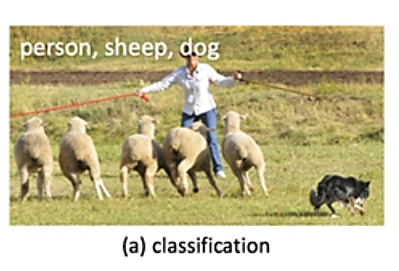 person, sheep, dog
(a) classification